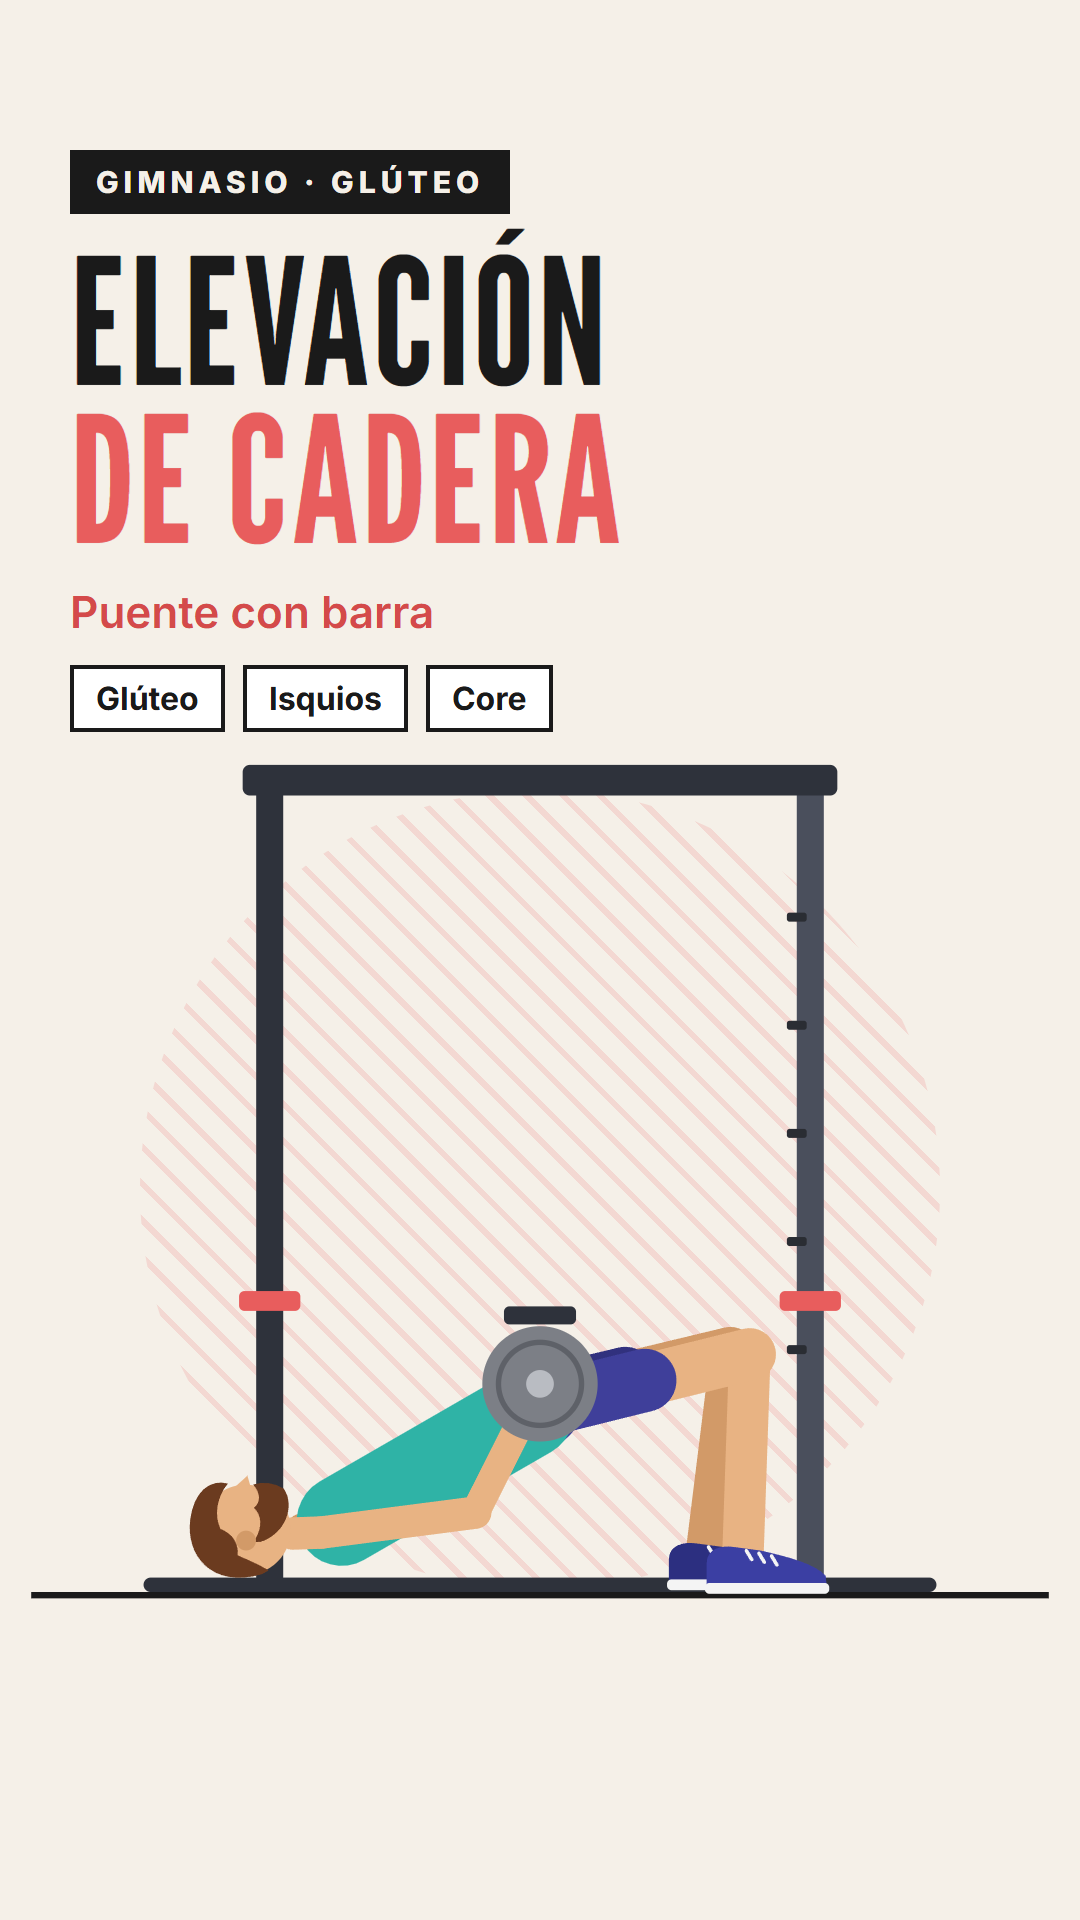 GIMNASIO · GLÚTEO
ELEVACIÓN
DE CADERA
Puente con barra
Glúteo Isquios Core